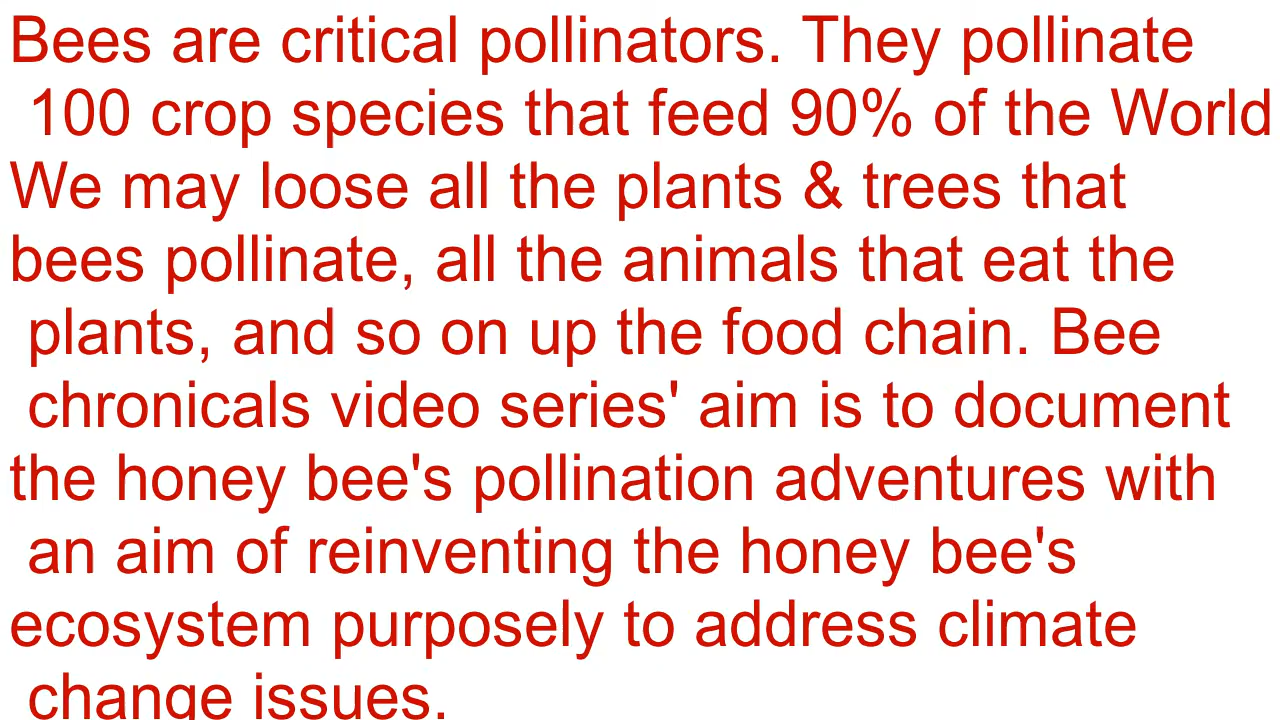 Bees are critical pollinators. They pollinate
100 crop species that feed 90% of the World
We may loose all the plants & trees that
bees pollinate, all the animals that eat the
plants, and so on up the food chain. Bee
chronicals video series' aim is to document
the honey bee's pollination adventures with
an aim of reinventing the honey bee's
ecosystem purposely to address climate
change issues.